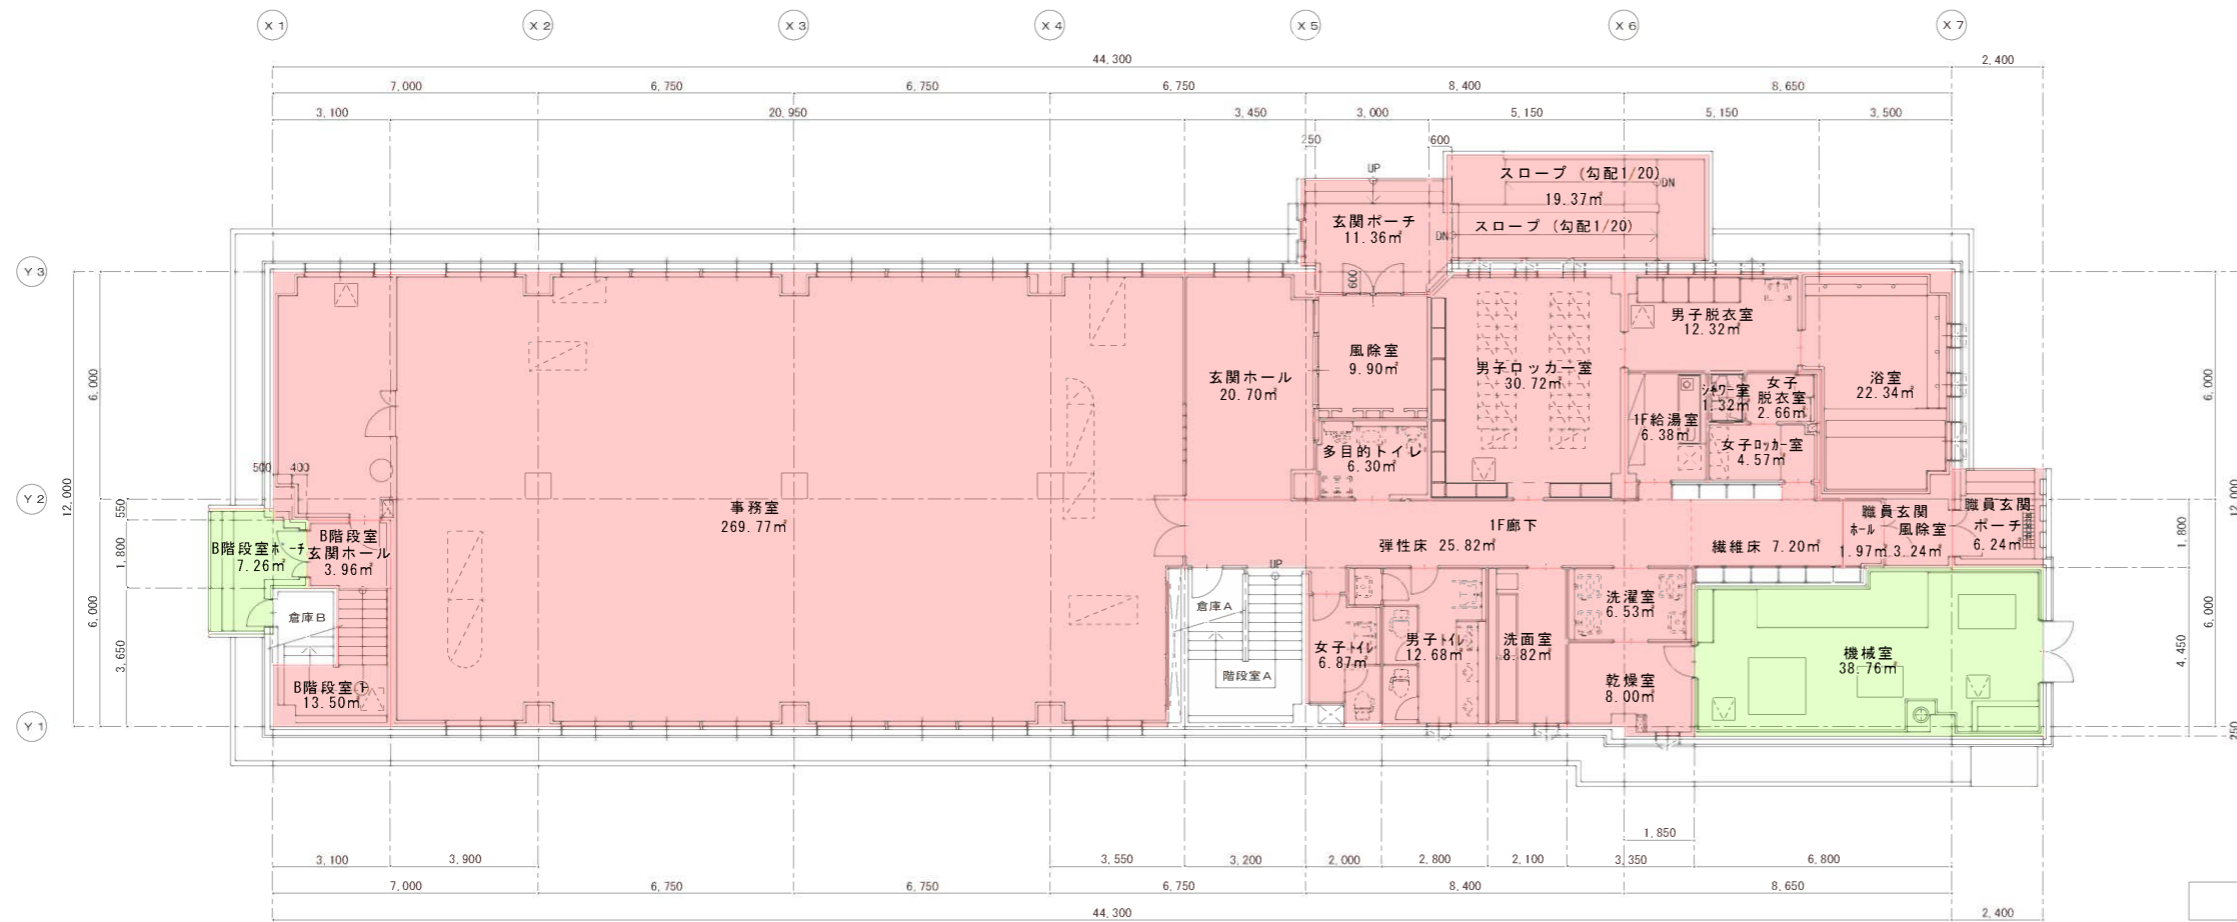 X1 X2 X3 X4 X5 X6 X7
44,300 2,400
7,000 6,750 6,750 6,750 8,400 8,650
3,100 20,950 3,450 3,000 5,150 5,150 3,500
250 600
UP
スロープ (勾配1/20)
DN
19.37㎡
玄関ポーチ
11.36㎡
スロープ (勾配1/20)
DN
Y3
600
男子脱衣室
12.32㎡
風除室
9.90㎡
男子ロッカー室
30.72㎡
玄関ホール
20.70㎡
浴室
22.34㎡
シャワー室
1.32㎡
女子
脱衣室
2.66㎡
1F給湯室
6.38㎡
女子ロッカー室
4.57㎡
多目的トイレ
6.30㎡
6,000
6,000
500 400
12,000
12,000
Y2
550
事務室
269.77㎡
1F廊下
弾性床 25.82㎡
繊維床 7.20㎡
職員玄関
ホール
1.97㎡
風除室
3.24㎡
職員玄関
ポーチ
6.24㎡
B階段室ポーチ
7.26㎡
B階段室
玄関ホール
3.96㎡
1,800
1,800
UP
倉庫B
倉庫A
6,000
6,000
3,650
4,450
洗濯室
6.53㎡
女子トイレ
6.87㎡
男子トイレ
12.68㎡
洗面室
8.82㎡
機械室
38.76㎡
階段室A
乾燥室
8.00㎡
B階段室下
13.50㎡
Y1
250
1,850
3,100 3,900 3,550 3,200 2,000 2,800 2,100 3,350 6,800
7,000 6,750 6,750 6,750 8,400 8,650
44,300 2,400